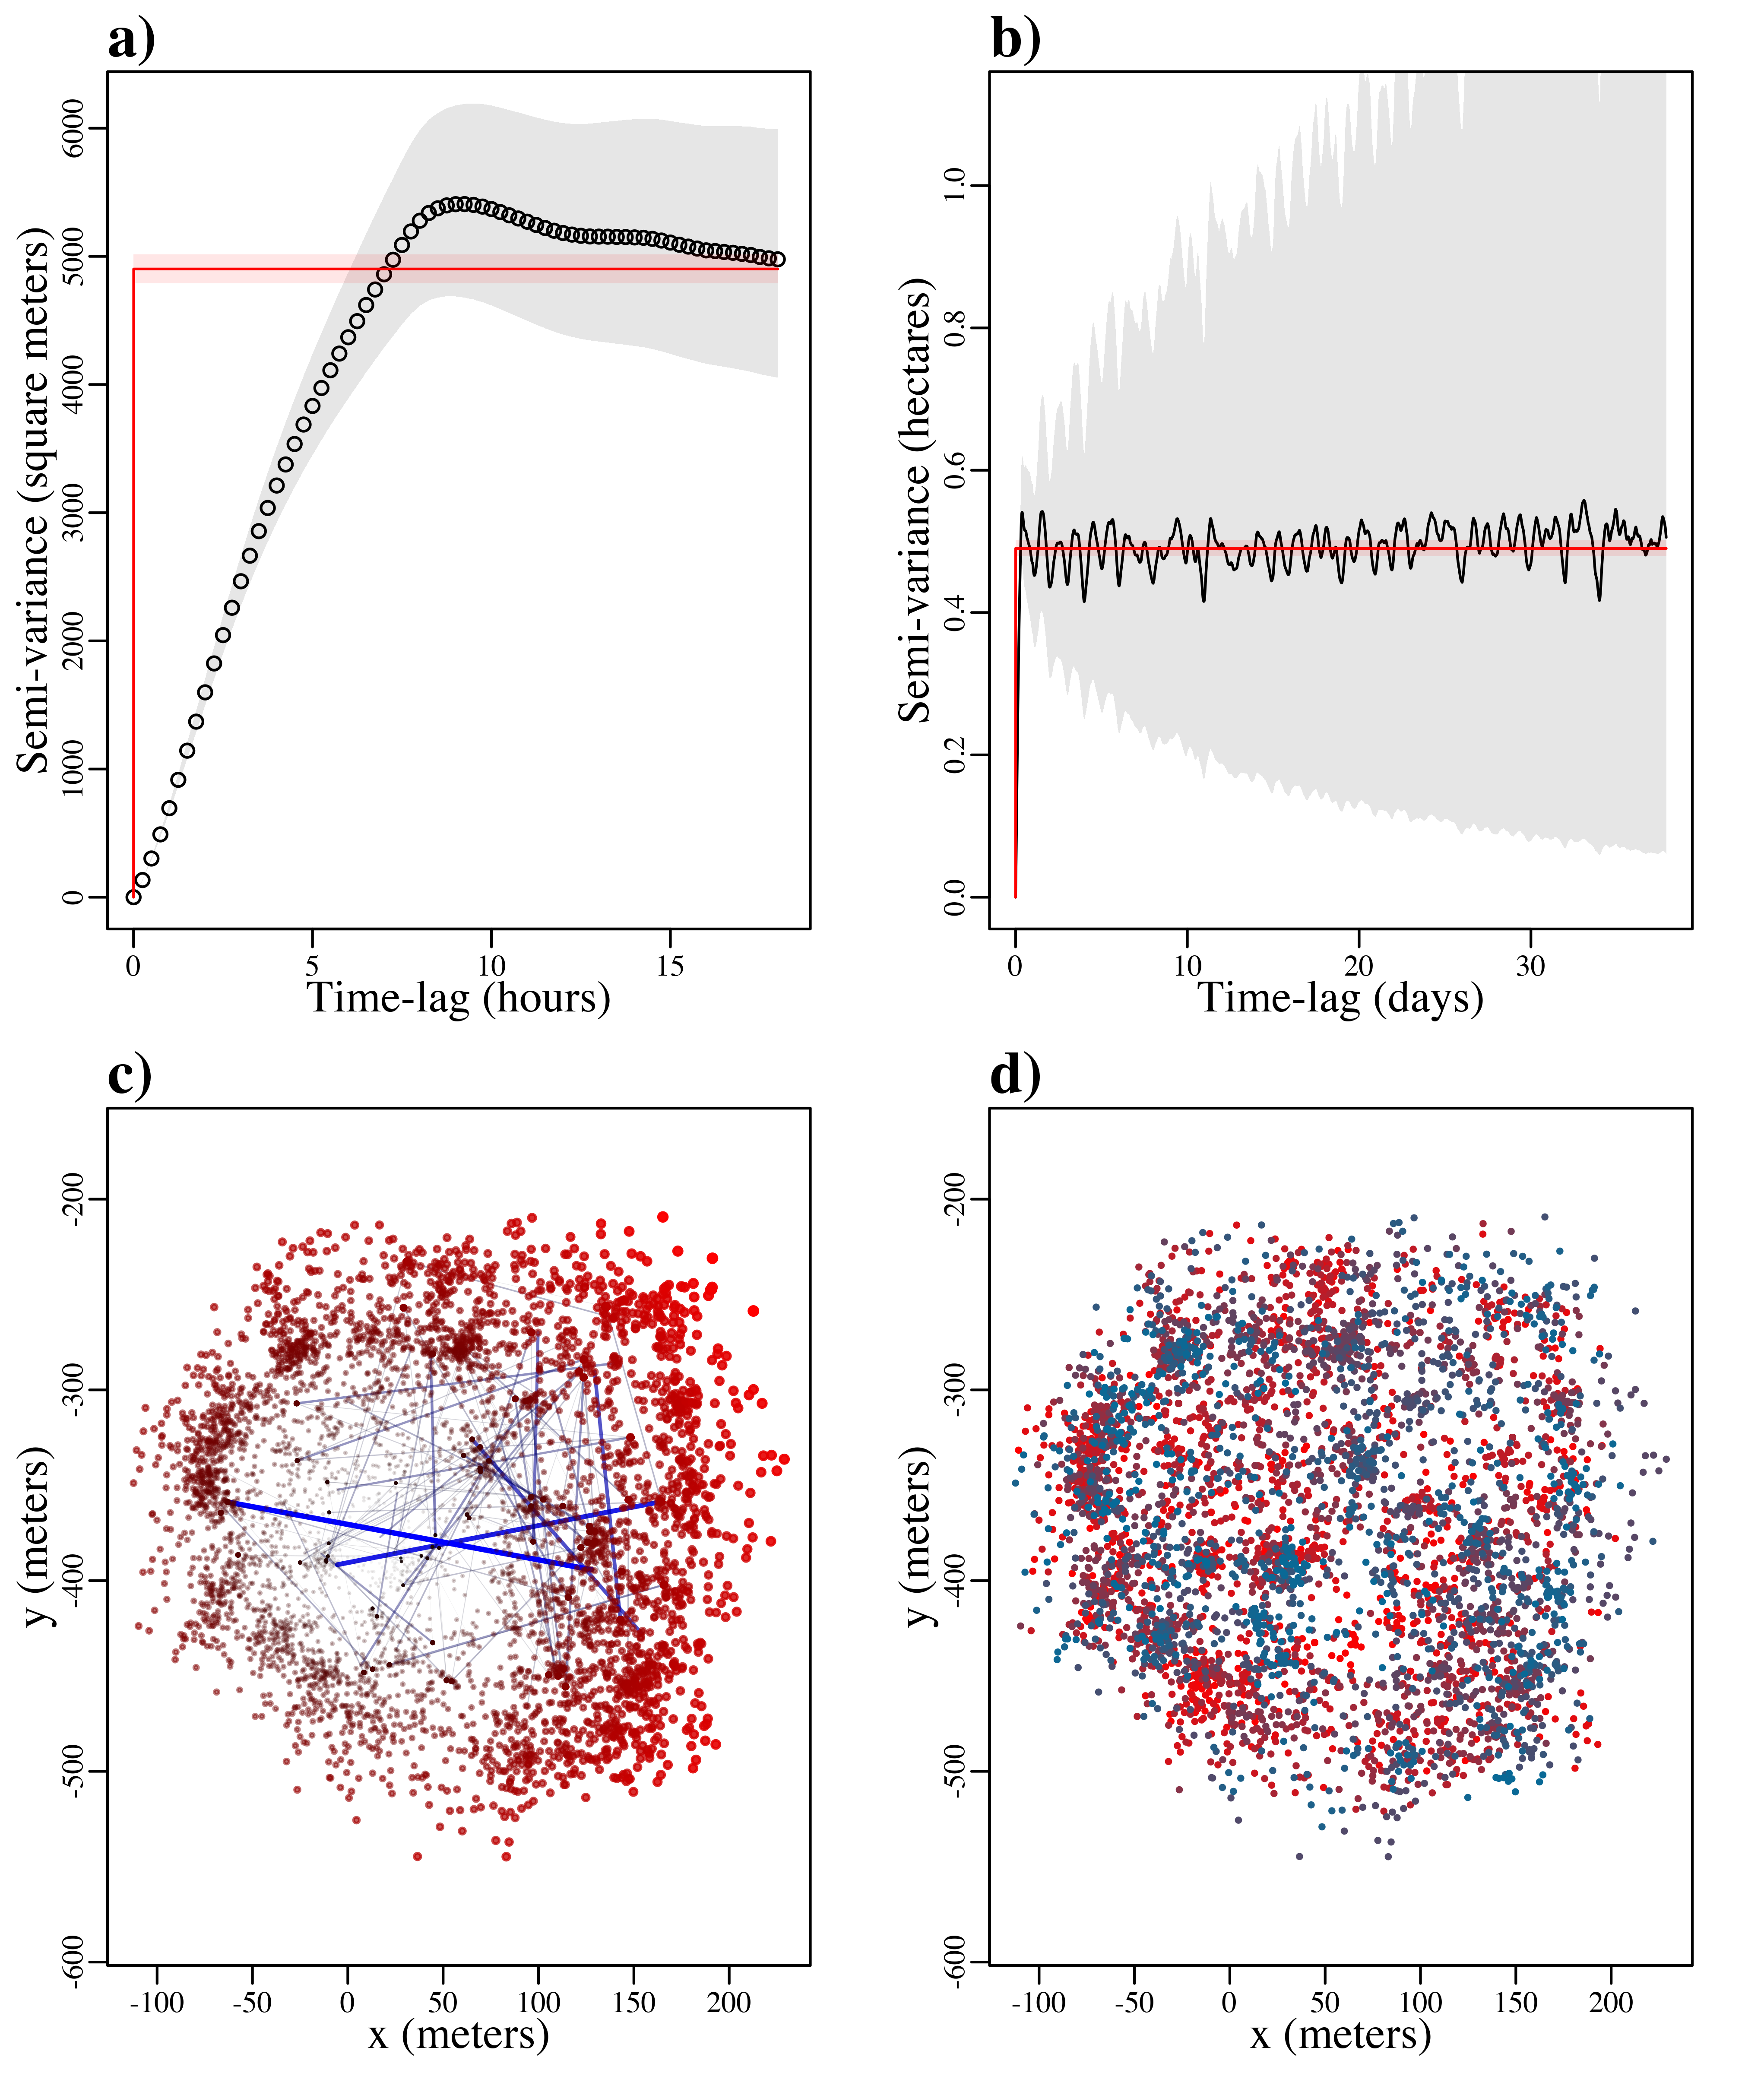 a)
Semi-variance (square meters)
6000
5000
4000
3000
2000
1000
0
0 5 10 15
Time-lag (hours)
b)
Semi-variance (hectares)
1.0
0.8
0.6
0.4
0.2
0.0
0 10 20 30
Time-lag (days)
c)
y (meters)
-200
-300
-400
-500
-600
-100 -50 0 50 100 150 200
x (meters)
d)
y (meters)
-200
-300
-400
-500
-600
-100 -50 0 50 100 150 200
x (meters)